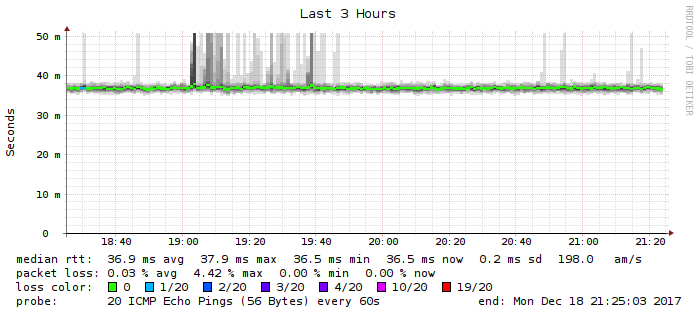 Last 3 Hours
RRDTOOL / TOBI OETIKER
Seconds
50 m
40 m
30 m
20 m
10 m
0
18:40 19:00 19:20 19:40 20:00 20:20 20:40 21:00 21:20
median rtt: 36.9 ms avg 37.9 ms max 36.5 ms min 36.5 ms now 0.2 ms sd 198.0 am/s
packet loss: 0.03 % avg 4.42 % max 0.00 % min 0.00 % now
loss color: 0 1/20 2/20 3/20 4/20 10/20 19/20
probe: 20 ICMP Echo Pings (56 Bytes) every 60s end: Mon Dec 18 21:25:03 2017